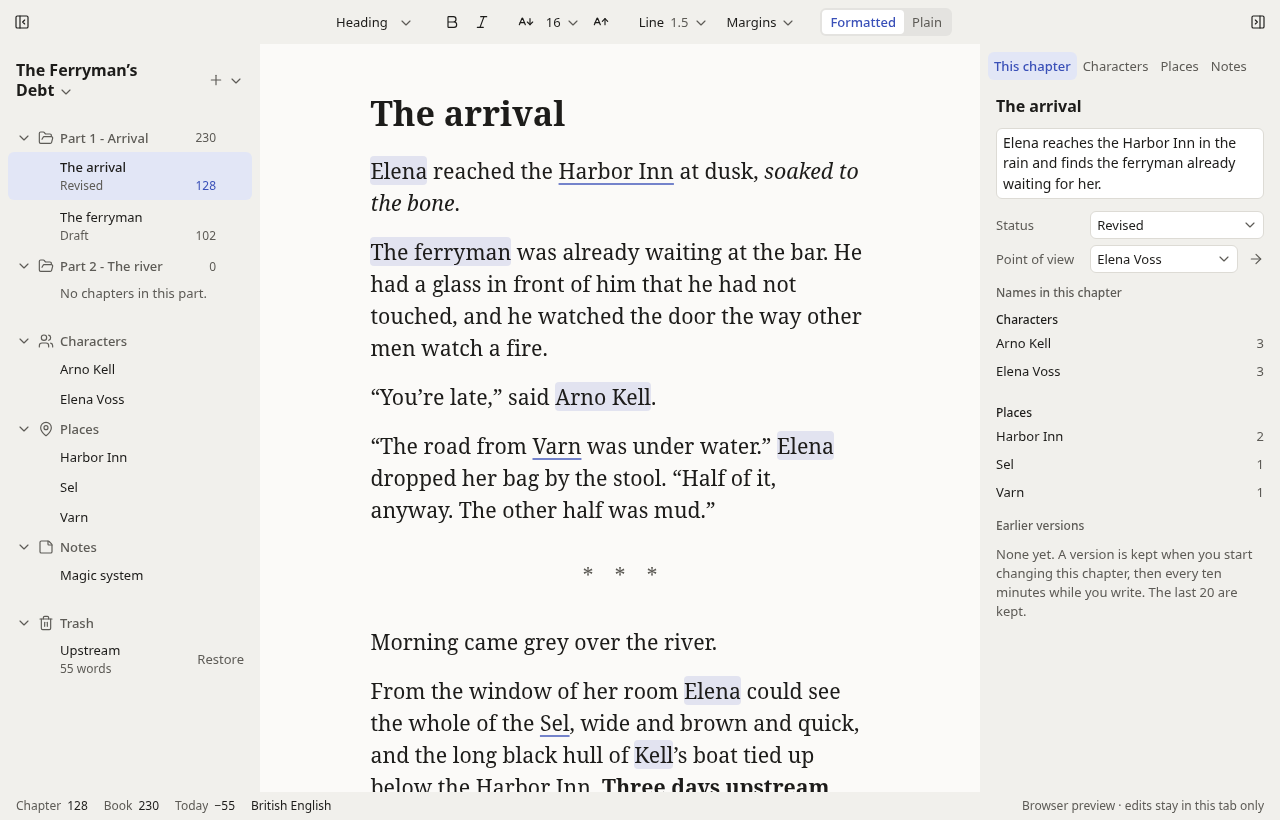 Heading
B I
16
Line 1.5
Margins
Formatted Plain
The Ferryman’s
Debt
Part 1 - Arrival 230
The arrival
Revised 128
The ferryman
Draft 102
Part 2 - The river 0
No chapters in this part.
Characters
Arno Kell
Elena Voss
Places
Harbor Inn
Sel
Varn
Notes
Magic system
Trash
Upstream
55 words
Restore
The arrival
Elena reached the Harbor Inn at dusk, soaked to
the bone.
The ferryman was already waiting at the bar. He
had a glass in front of him that he had not
touched, and he watched the door the way other
men watch a fire.
“You’re late,” said Arno Kell.
“The road from Varn was under water.” Elena
dropped her bag by the stool. “Half of it,
anyway. The other half was mud.”
* * *
Morning came grey over the river.
From the window of her room Elena could see
the whole of the Sel, wide and brown and quick,
and the long black hull of Kell’s boat tied up
below the Harbor Inn. Three days upstream
This chapter Characters Places Notes
The arrival
Elena reaches the Harbor Inn in the
rain and finds the ferryman already
waiting for her.
Status Revised
Point of view Elena Voss
Names in this chapter
Characters
Arno Kell 3
Elena Voss 3
Places
Harbor Inn 2
Sel 1
Varn 1
Earlier versions
None yet. A version is kept when you start
changing this chapter, then every ten
minutes while you write. The last 20 are
kept.
Chapter 128 Book 230 Today −55 British English
Browser preview · edits stay in this tab only